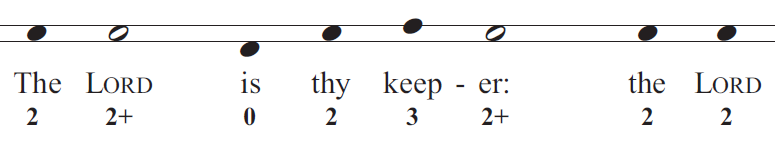 The LORD is thy keep - er: the LORD
2 2+ 0 2 3 2+ 2 2